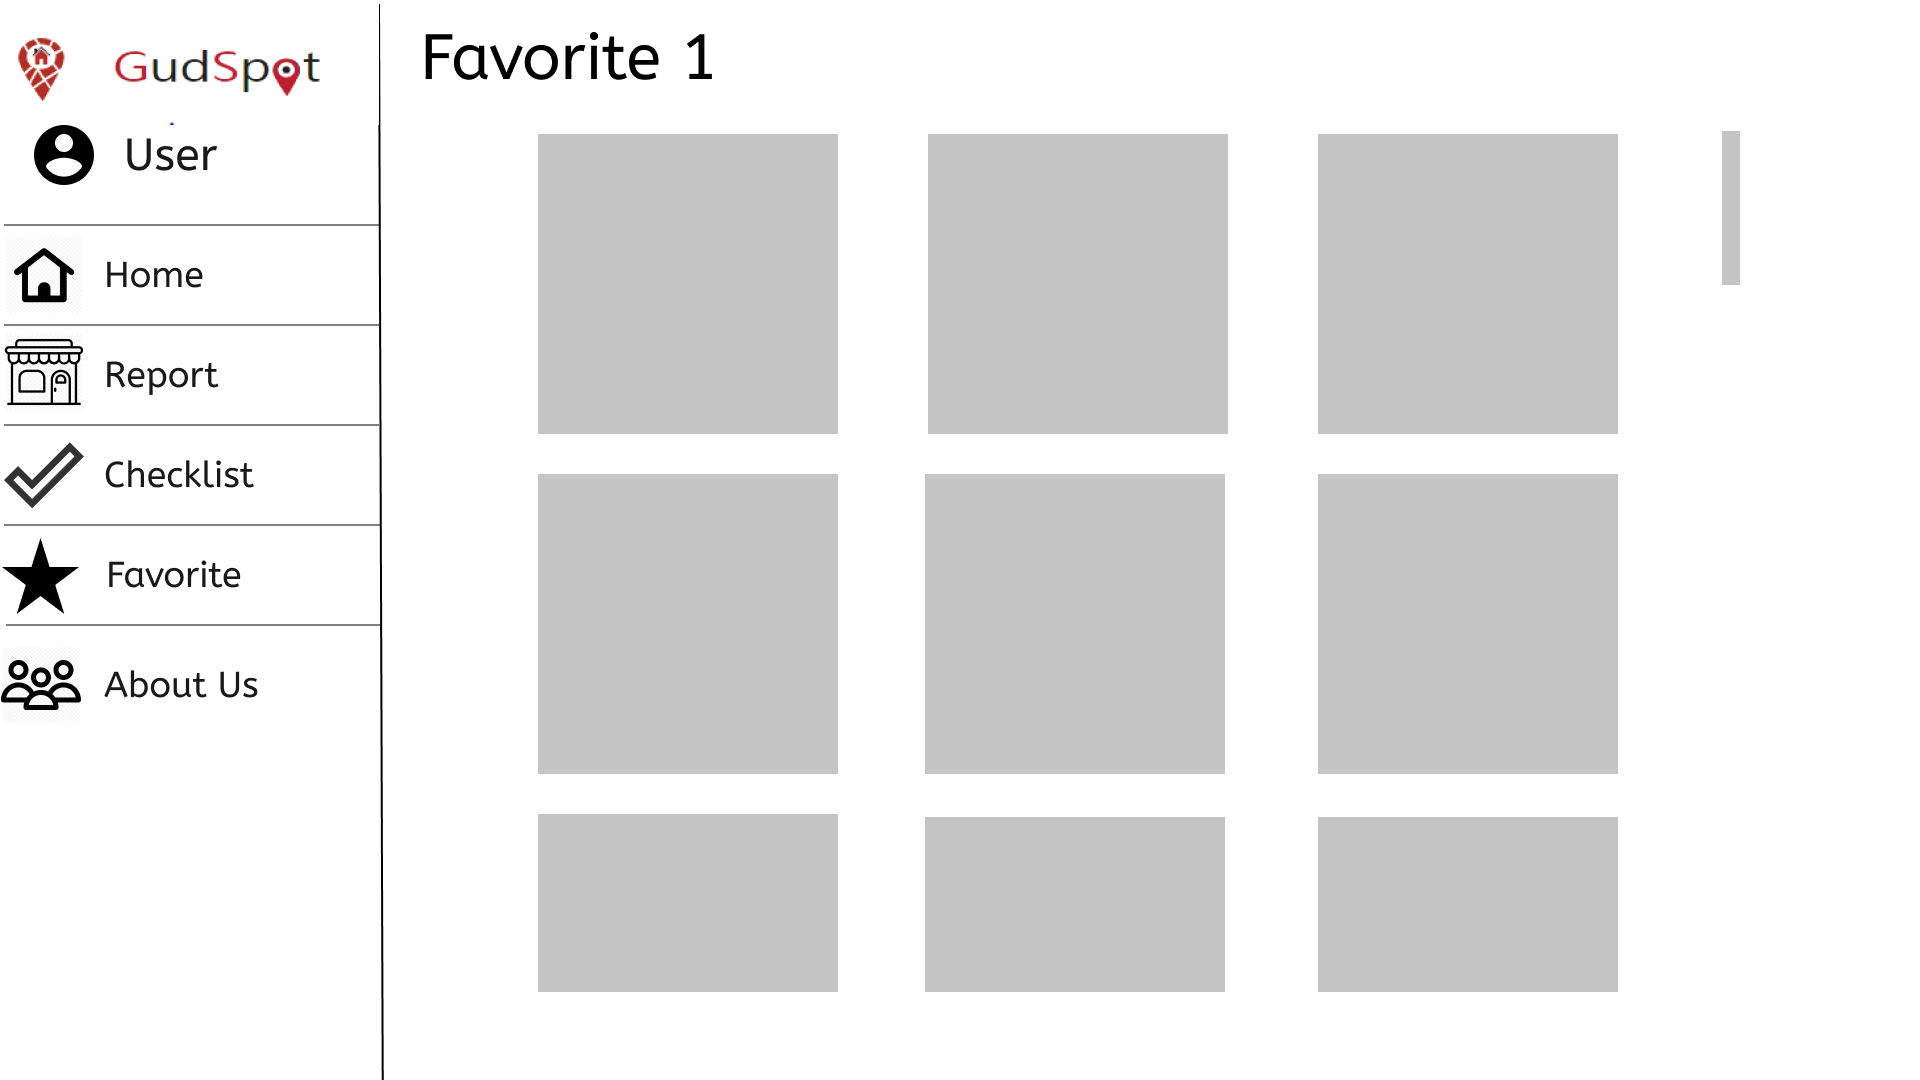 GudSpot
User
Home
Report
Checklist
Favorite
About Us
Favorite 1